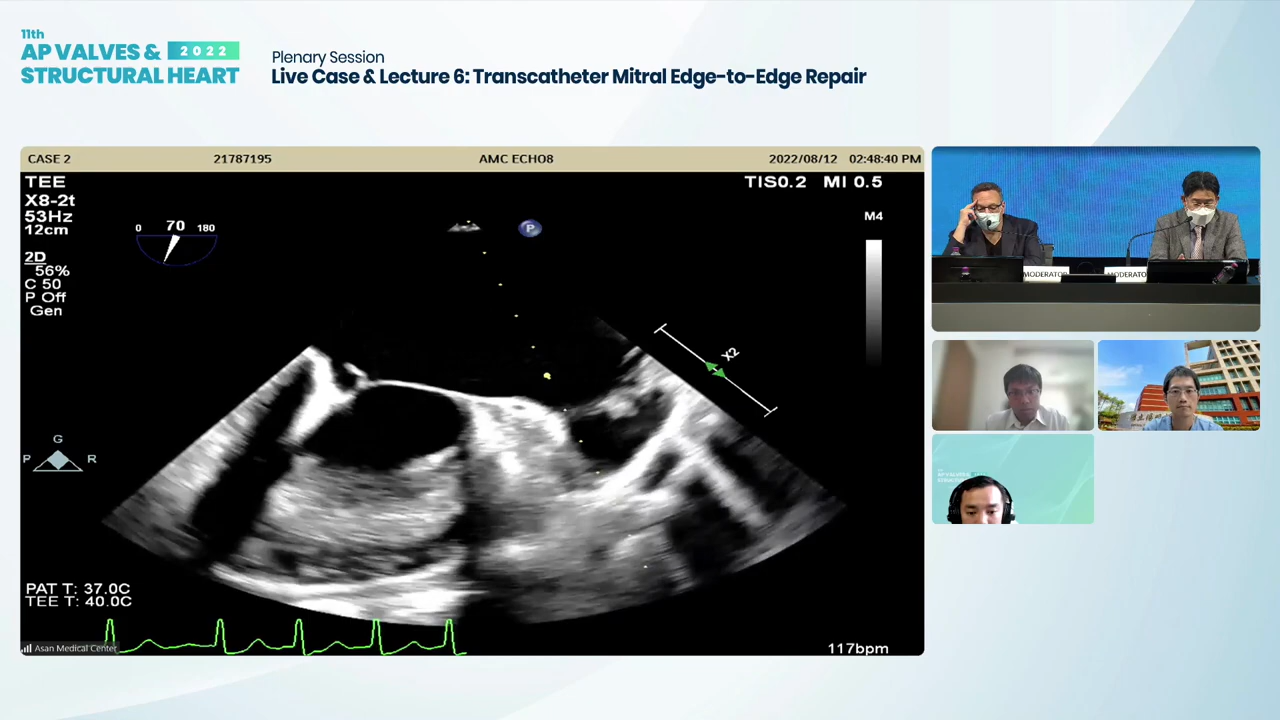 11th
AP VALVES & 2022
STRUCTURAL HEART
Plenary Session
Live Case & Lecture 6: Transcatheter Mitral Edge-to-Edge Repair
CASE 2 21787195 AMC ECHO8 2022/08/12 02:48:40 PM
TEE
X8-2t
53Hz
12cm
2D
56%
C 50
P Off
Gen
0 70 180
P
TIS0.2 MI 0.5
M4
X2
G
P R
PAT T: 37.0C
TEE T: 40.0C
Asan Medical Center
117bpm
MODERATO
MODERATO